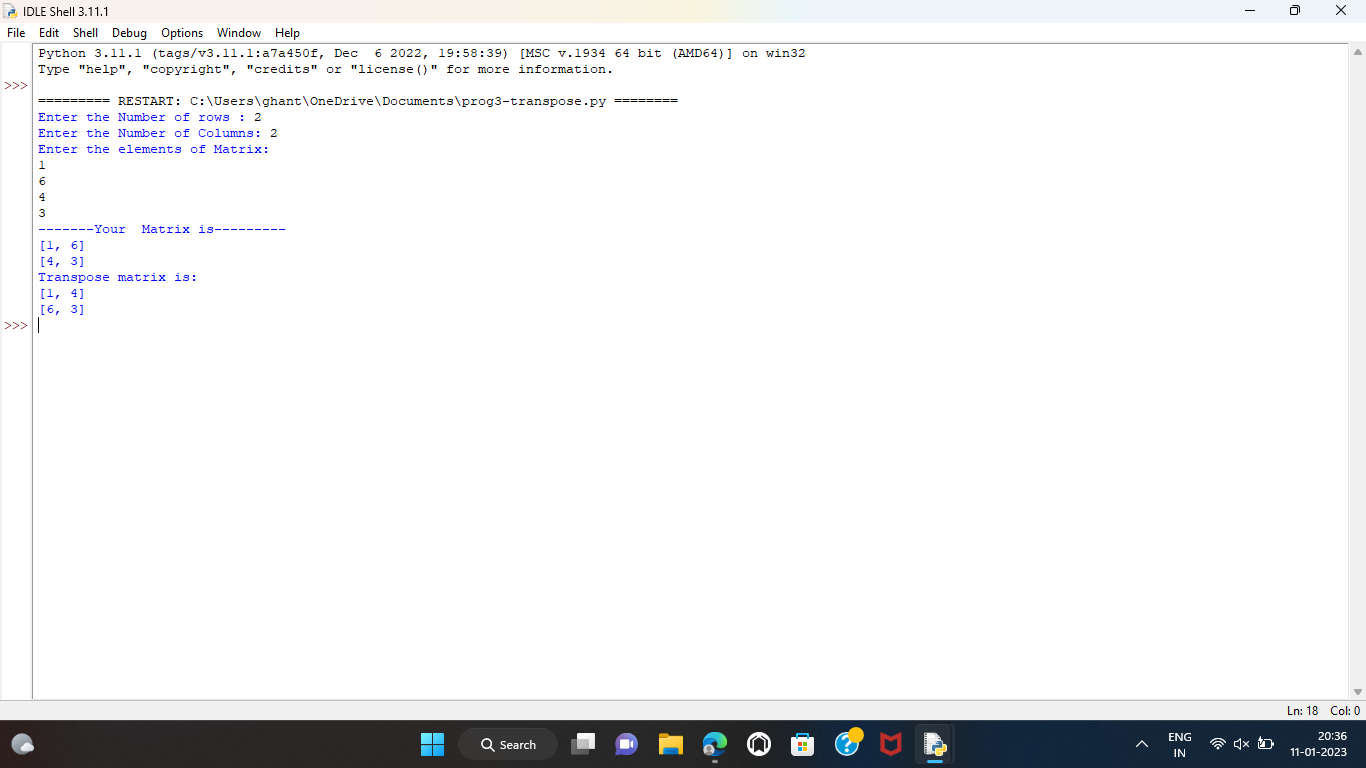 IDLE Shell 3.11.1
File Edit Shell Debug Options Window Help
Python 3.11.1 (tags/v3.11.1:a7a450f, Dec  6 2022, 19:58:39) [MSC v.1934 64 bit (AMD64)] on win32
Type "help", "copyright", "credits" or "license()" for more information.
>>>
========= RESTART: C:\Users\ghant\OneDrive\Documents\prog3-transpose.py ========
Enter the Number of rows : 2
Enter the Number of Columns: 2
Enter the elements of Matrix:
1
6
4
3
-------Your  Matrix is---------
[1, 6]
[4, 3]
Transpose matrix is:
[1, 4]
[6, 3]
>>>
Ln: 18 Col: 0
Search
ENG
IN
20:36
11-01-2023